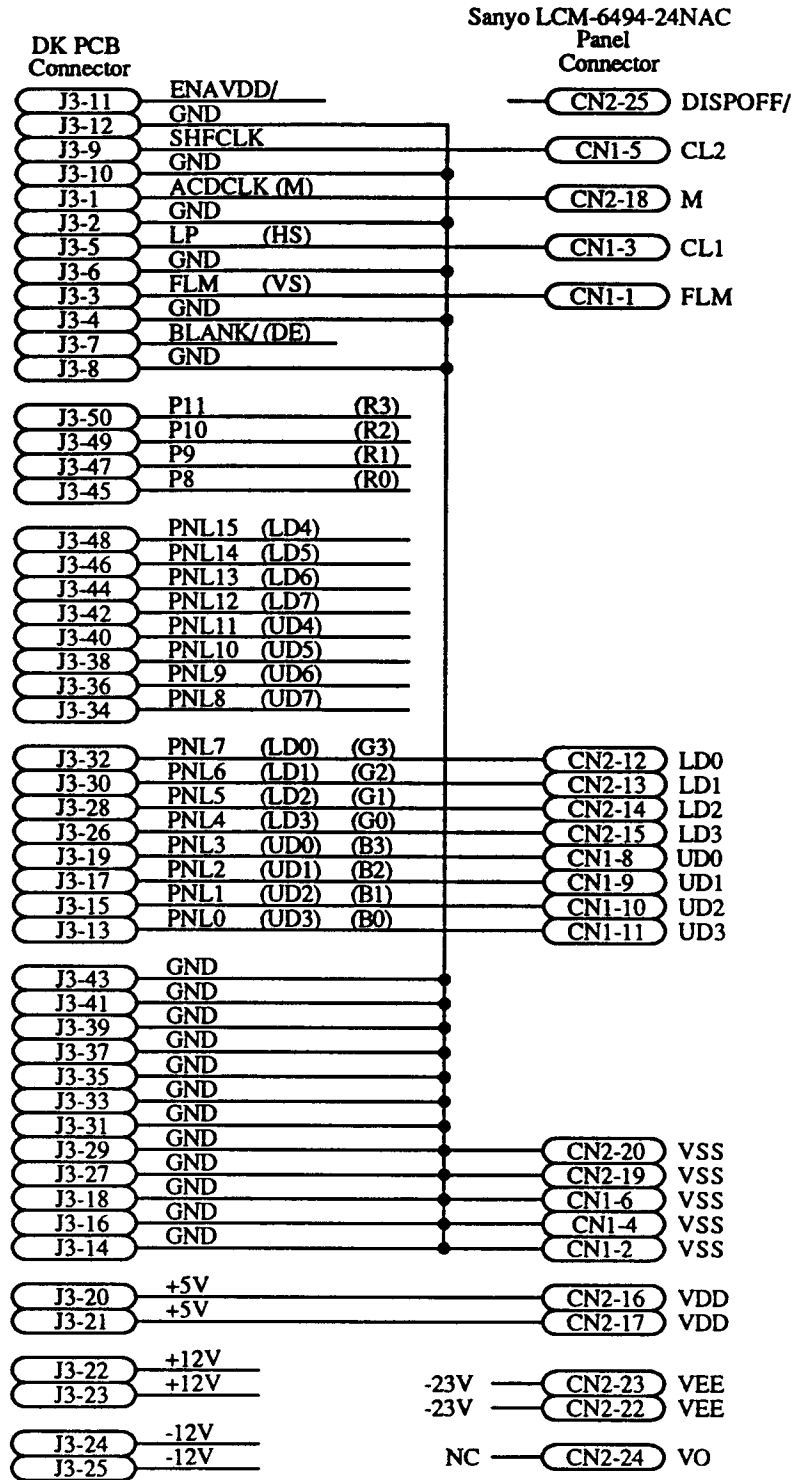 Sanyo LCM-6494-24NAC
DK PCB Panel
Connector Connector
J3-11 ENAVDD/ CN2-25 DISPOFF/
J3-12 GND
J3-9 SHFCLK CN1-5 CL2
J3-10 GND
J3-1 ACDCLK (M) CN2-18 M
J3-2 GND
J3-5 LP (HS) CN1-3 CL1
J3-6 GND
J3-3 FLM (VS) CN1-1 FLM
J3-4 GND
J3-7 BLANK/ (DE)
J3-8 GND
J3-50 P11 (R3)
J3-49 P10 (R2)
J3-47 P9 (R1)
J3-45 P8 (R0)
J3-48 PNL15 (LD4)
J3-46 PNL14 (LD5)
J3-44 PNL13 (LD6)
J3-42 PNL12 (LD7)
J3-40 PNL11 (UD4)
J3-38 PNL10 (UD5)
J3-36 PNL9 (UD6)
J3-34 PNL8 (UD7)
J3-32 PNL7 (LD0) (G3) CN2-12 LD0
J3-30 PNL6 (LD1) (G2) CN2-13 LD1
J3-28 PNL5 (LD2) (G1) CN2-14 LD2
J3-26 PNL4 (LD3) (G0) CN2-15 LD3
J3-19 PNL3 (UD0) (B3) CN1-8 UD0
J3-17 PNL2 (UD1) (B2) CN1-9 UD1
J3-15 PNL1 (UD2) (B1) CN1-10 UD2
J3-13 PNL0 (UD3) (B0) CN1-11 UD3
J3-43 GND
J3-41 GND
J3-39 GND
J3-37 GND
J3-35 GND
J3-33 GND
J3-31 GND
J3-29 GND CN2-20 VSS
J3-27 GND CN2-19 VSS
J3-18 GND CN1-6 VSS
J3-16 GND CN1-4 VSS
J3-14 GND CN1-2 VSS
J3-20 +5V CN2-16 VDD
J3-21 +5V CN2-17 VDD
J3-22 +12V -23V CN2-23 VEE
J3-23 +12V -23V CN2-22 VEE
J3-24 -12V NC CN2-24 VO
J3-25 -12V